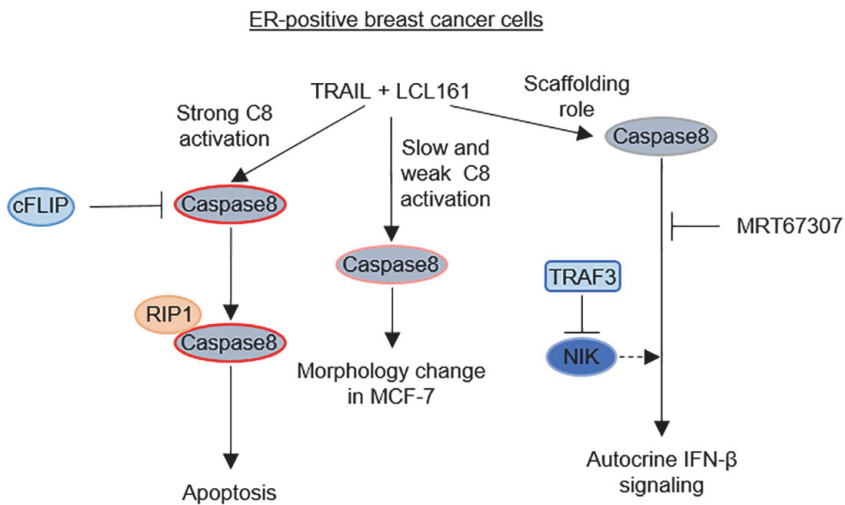 ER-positive breast cancer cells
TRAIL + LCL161
Strong C8
activation
Slow and
weak C8
activation
Scaffolding
role
Caspase8
cFLIP
Caspase8
MRT67307
Caspase8
TRAF3
RIP1
Caspase8
NIK
Morphology change
in MCF-7
Apoptosis
Autocrine IFN-β
signaling